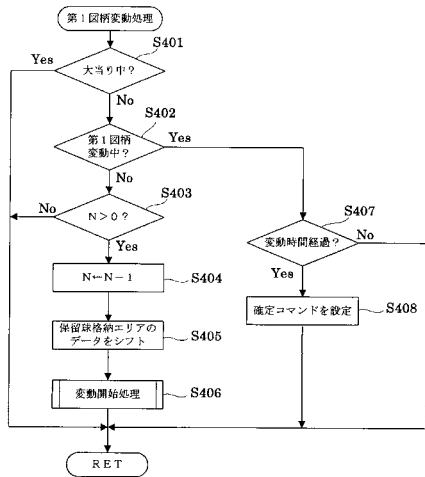 第1図柄変動処理
S401
Yes
大当り中？
No
S402
第1図柄
変動中？
Yes
No
S403
No
N＞0？
Yes
S407
変動時間経過？
No
Yes
N←N－1
S404
確定コマンドを設定
S408
保留球格納エリアの
データをシフト
S405
変動開始処理
S406
RET